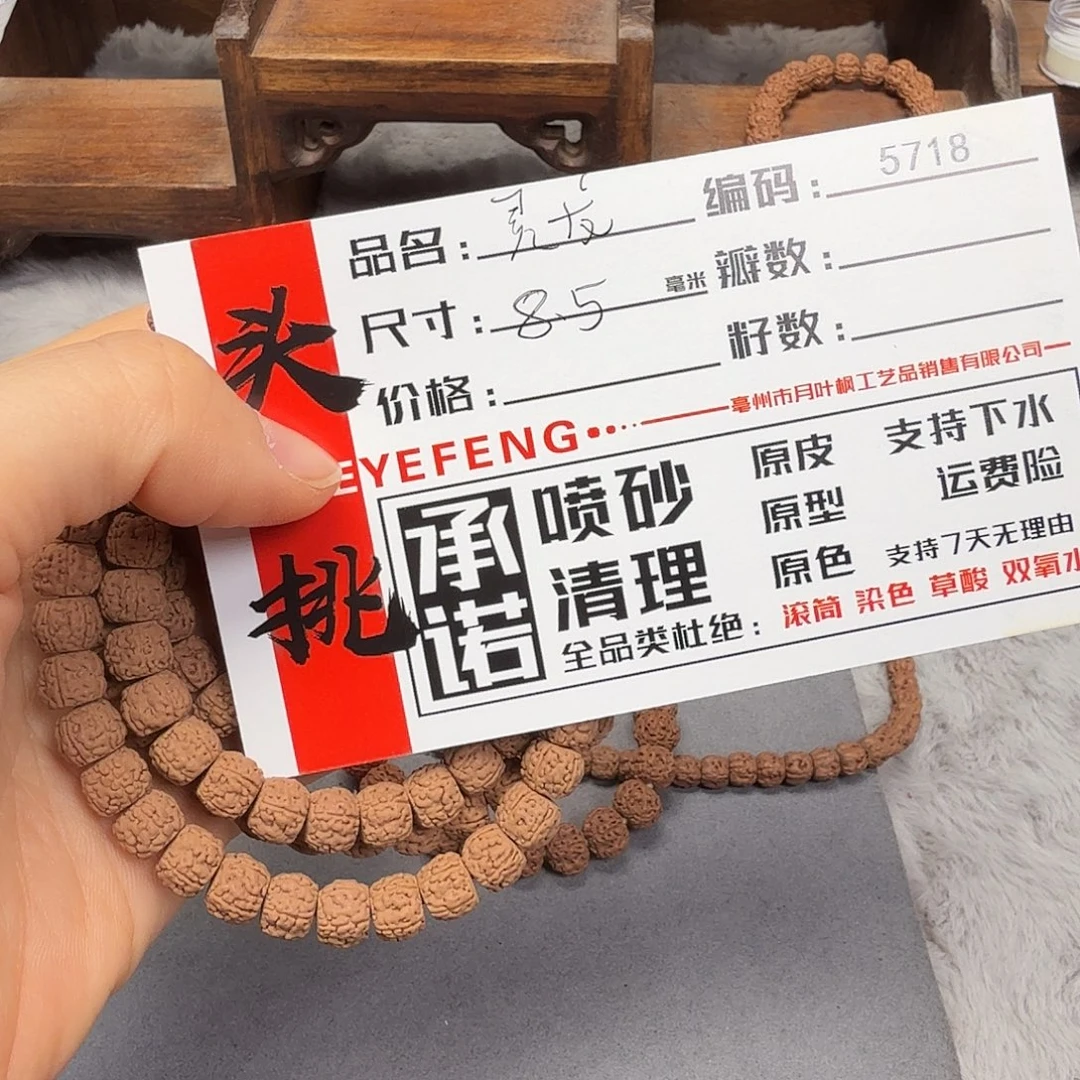 头挑
品名：
编码：5718
尺寸：8.5毫米
瓣数：
价格：
籽数：
EYEFENG
亳州市月叶枫工艺品销售有限公司
承诺
喷砂
清理
原皮
原型
原色
支持下水
运费险
支持7天无理由
全品类杜绝：滚筒 染色 草酸 双氧水